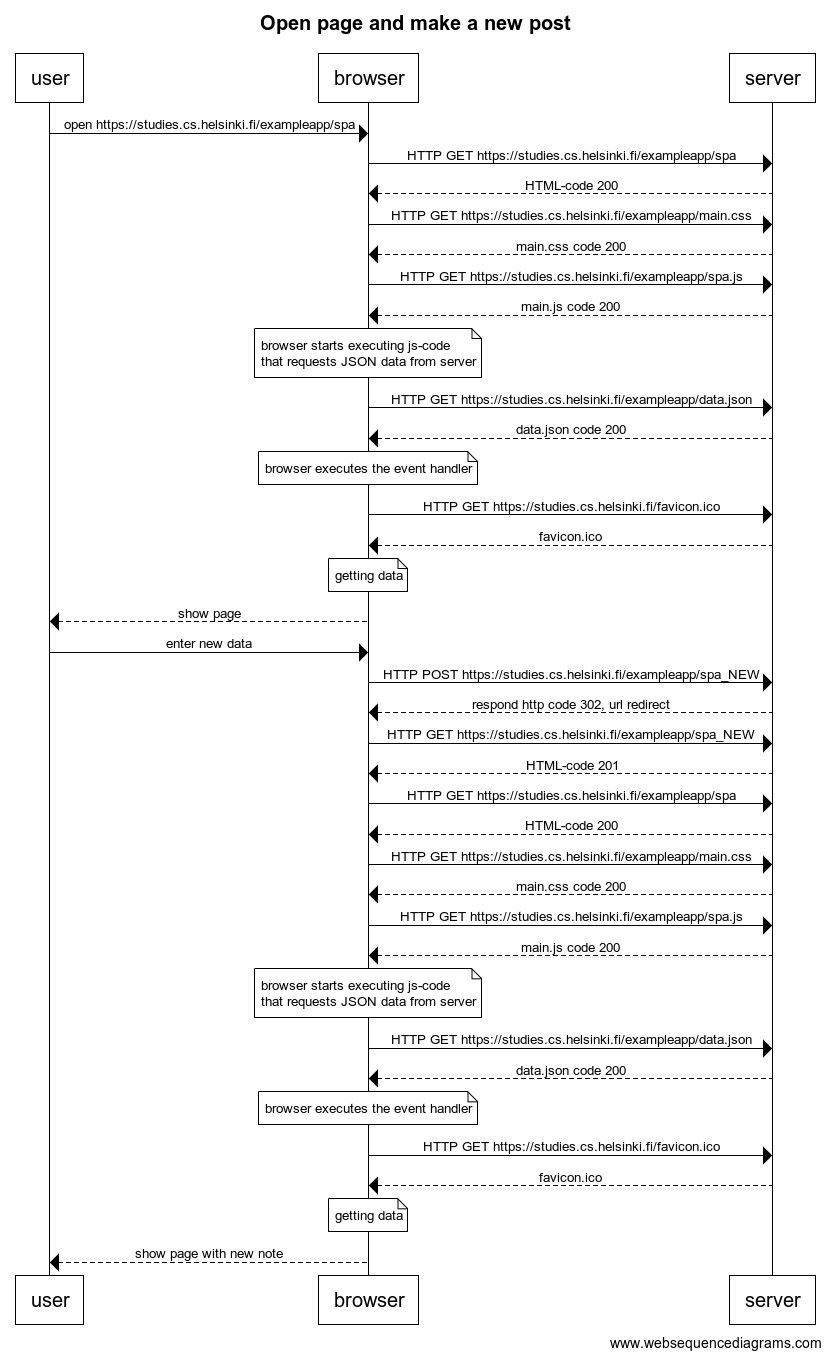 Open page and make a new post
user
browser
server
open https://studies.cs.helsinki.fi/exampleapp/spa
HTTP GET https://studies.cs.helsinki.fi/exampleapp/spa
HTML-code 200
HTTP GET https://studies.cs.helsinki.fi/exampleapp/main.css
main.css code 200
HTTP GET https://studies.cs.helsinki.fi/exampleapp/spa.js
main.js code 200
browser starts executing js-code
that requests JSON data from server
HTTP GET https://studies.cs.helsinki.fi/exampleapp/data.json
data.json code 200
browser executes the event handler
HTTP GET https://studies.cs.helsinki.fi/favicon.ico
favicon.ico
getting data
show page
enter new data
HTTP POST https://studies.cs.helsinki.fi/exampleapp/spa_NEW
respond http code 302, url redirect
HTTP GET https://studies.cs.helsinki.fi/exampleapp/spa_NEW
HTML-code 201
HTTP GET https://studies.cs.helsinki.fi/exampleapp/spa
HTML-code 200
HTTP GET https://studies.cs.helsinki.fi/exampleapp/main.css
main.css code 200
HTTP GET https://studies.cs.helsinki.fi/exampleapp/spa.js
main.js code 200
browser starts executing js-code
that requests JSON data from server
HTTP GET https://studies.cs.helsinki.fi/exampleapp/data.json
data.json code 200
browser executes the event handler
HTTP GET https://studies.cs.helsinki.fi/favicon.ico
favicon.ico
getting data
show page with new note
user
browser
server
www.websequencediagrams.com